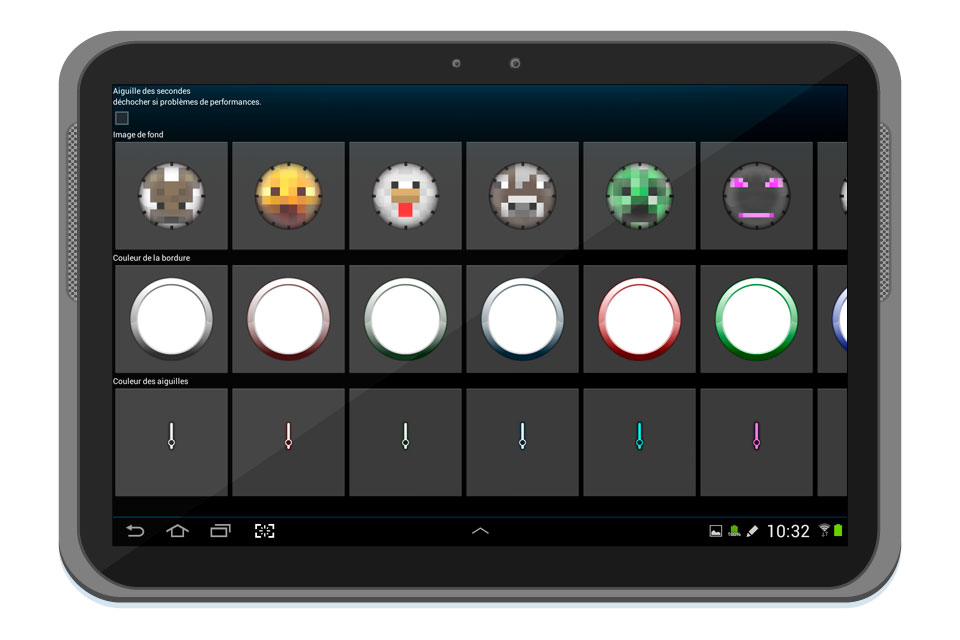 Aiguille des secondes
déchocher si problèmes de performances.
Image de fond
Couleur de la bordure
Couleur des aiguilles
100%
10:32